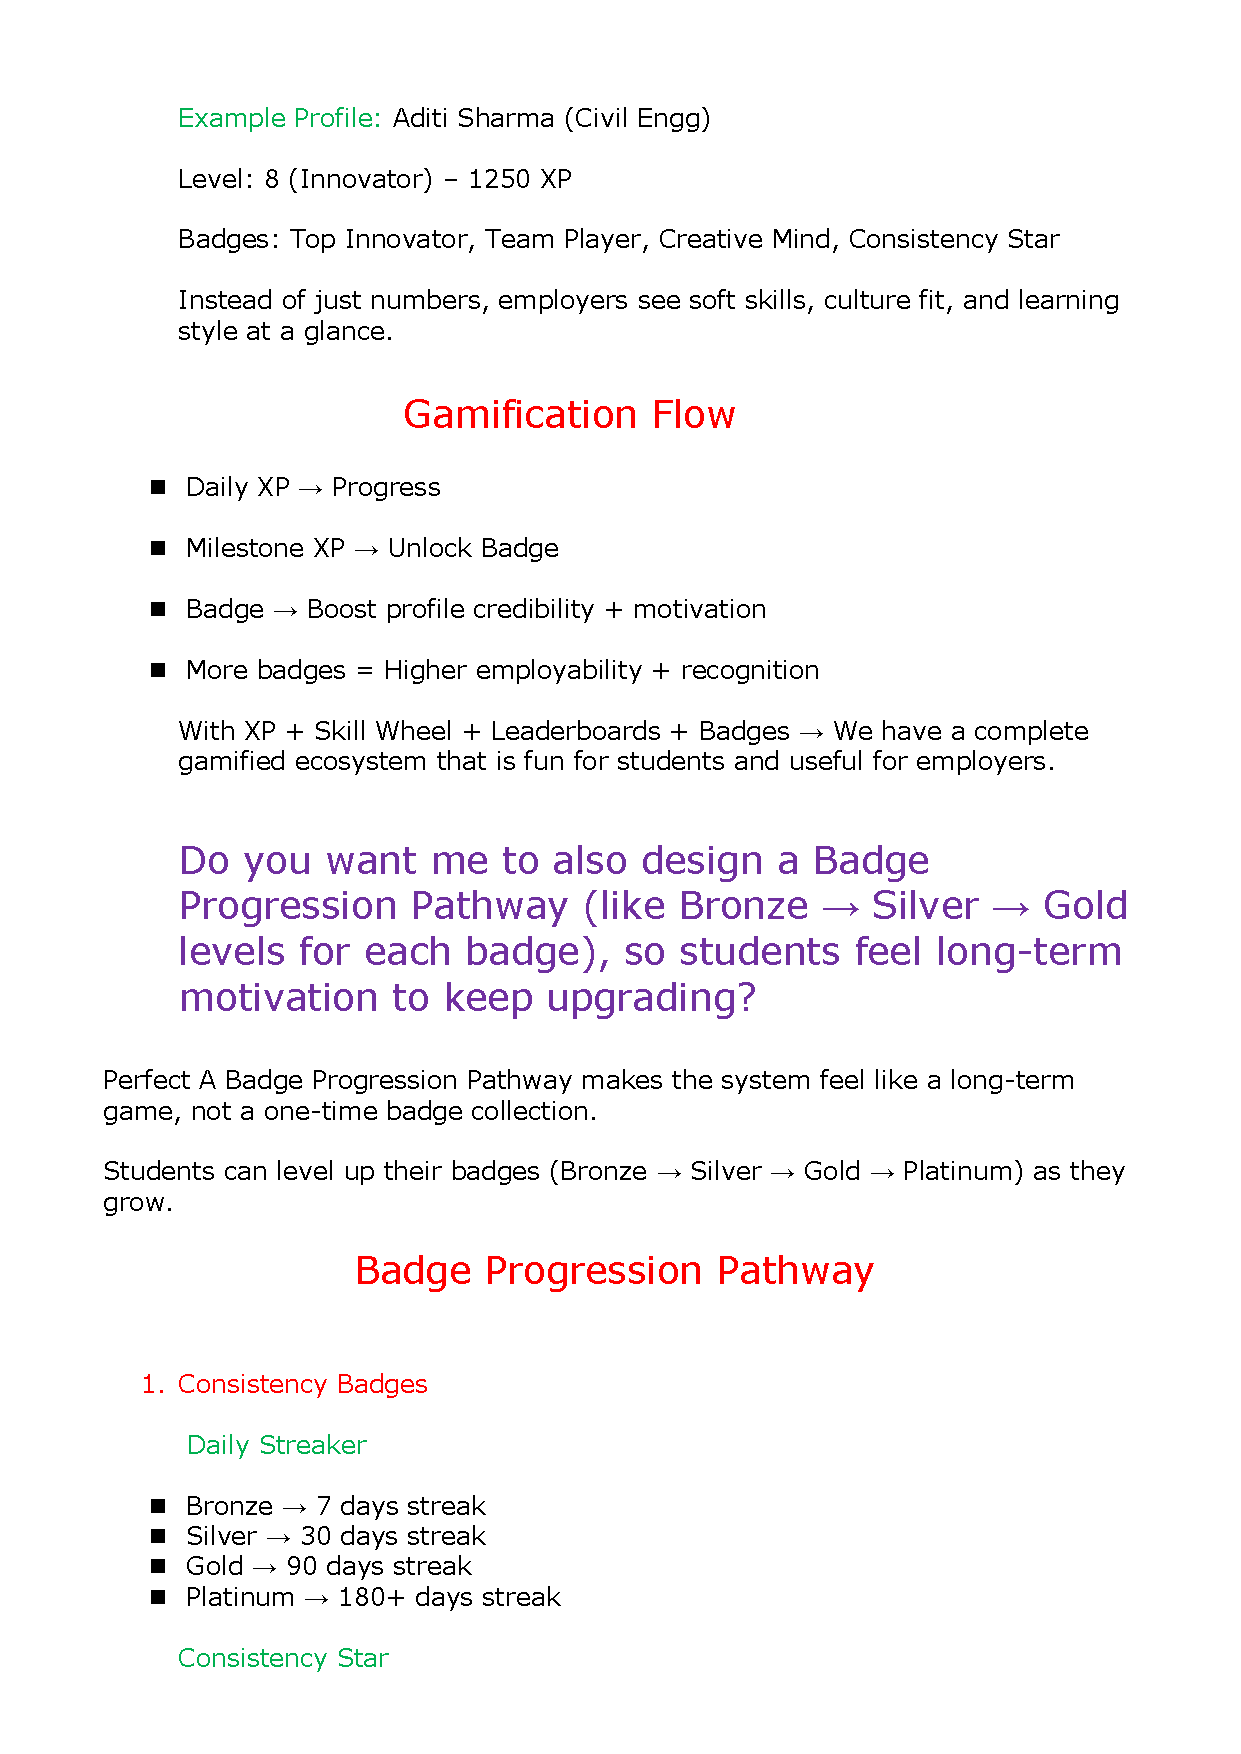 Example Profile: Aditi Sharma (Civil Engg)
Level: 8 (Innovator) – 1250 XP
Badges: Top Innovator, Team Player, Creative Mind, Consistency Star
Instead of just numbers, employers see soft skills, culture fit, and learning
style at a glance.
Gamification Flow
■ Daily XP → Progress
■ Milestone XP → Unlock Badge
■ Badge → Boost profile credibility + motivation
■ More badges = Higher employability + recognition
With XP + Skill Wheel + Leaderboards + Badges → We have a complete
gamified ecosystem that is fun for students and useful for employers.
Do you want me to also design a Badge
Progression Pathway (like Bronze → Silver → Gold
levels for each badge), so students feel long-term
motivation to keep upgrading?
Perfect A Badge Progression Pathway makes the system feel like a long-term
game, not a one-time badge collection.
Students can level up their badges (Bronze → Silver → Gold → Platinum) as they
grow.
Badge Progression Pathway
1. Consistency Badges
Daily Streaker
■ Bronze → 7 days streak
■ Silver → 30 days streak
■ Gold → 90 days streak
■ Platinum → 180+ days streak
Consistency Star